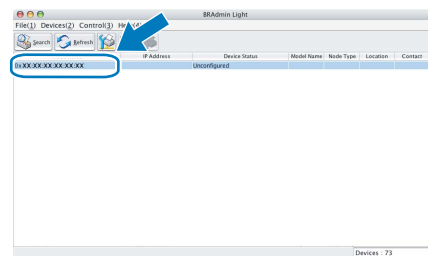 BRAdmin Light
File(1) Devices(2) Control(3)
Search Refresh
IP Address Device Status Model Name Node Type Location Contact
0x:XX:XX:XX:XX:XX:XX Unconfigured
Devices : 73